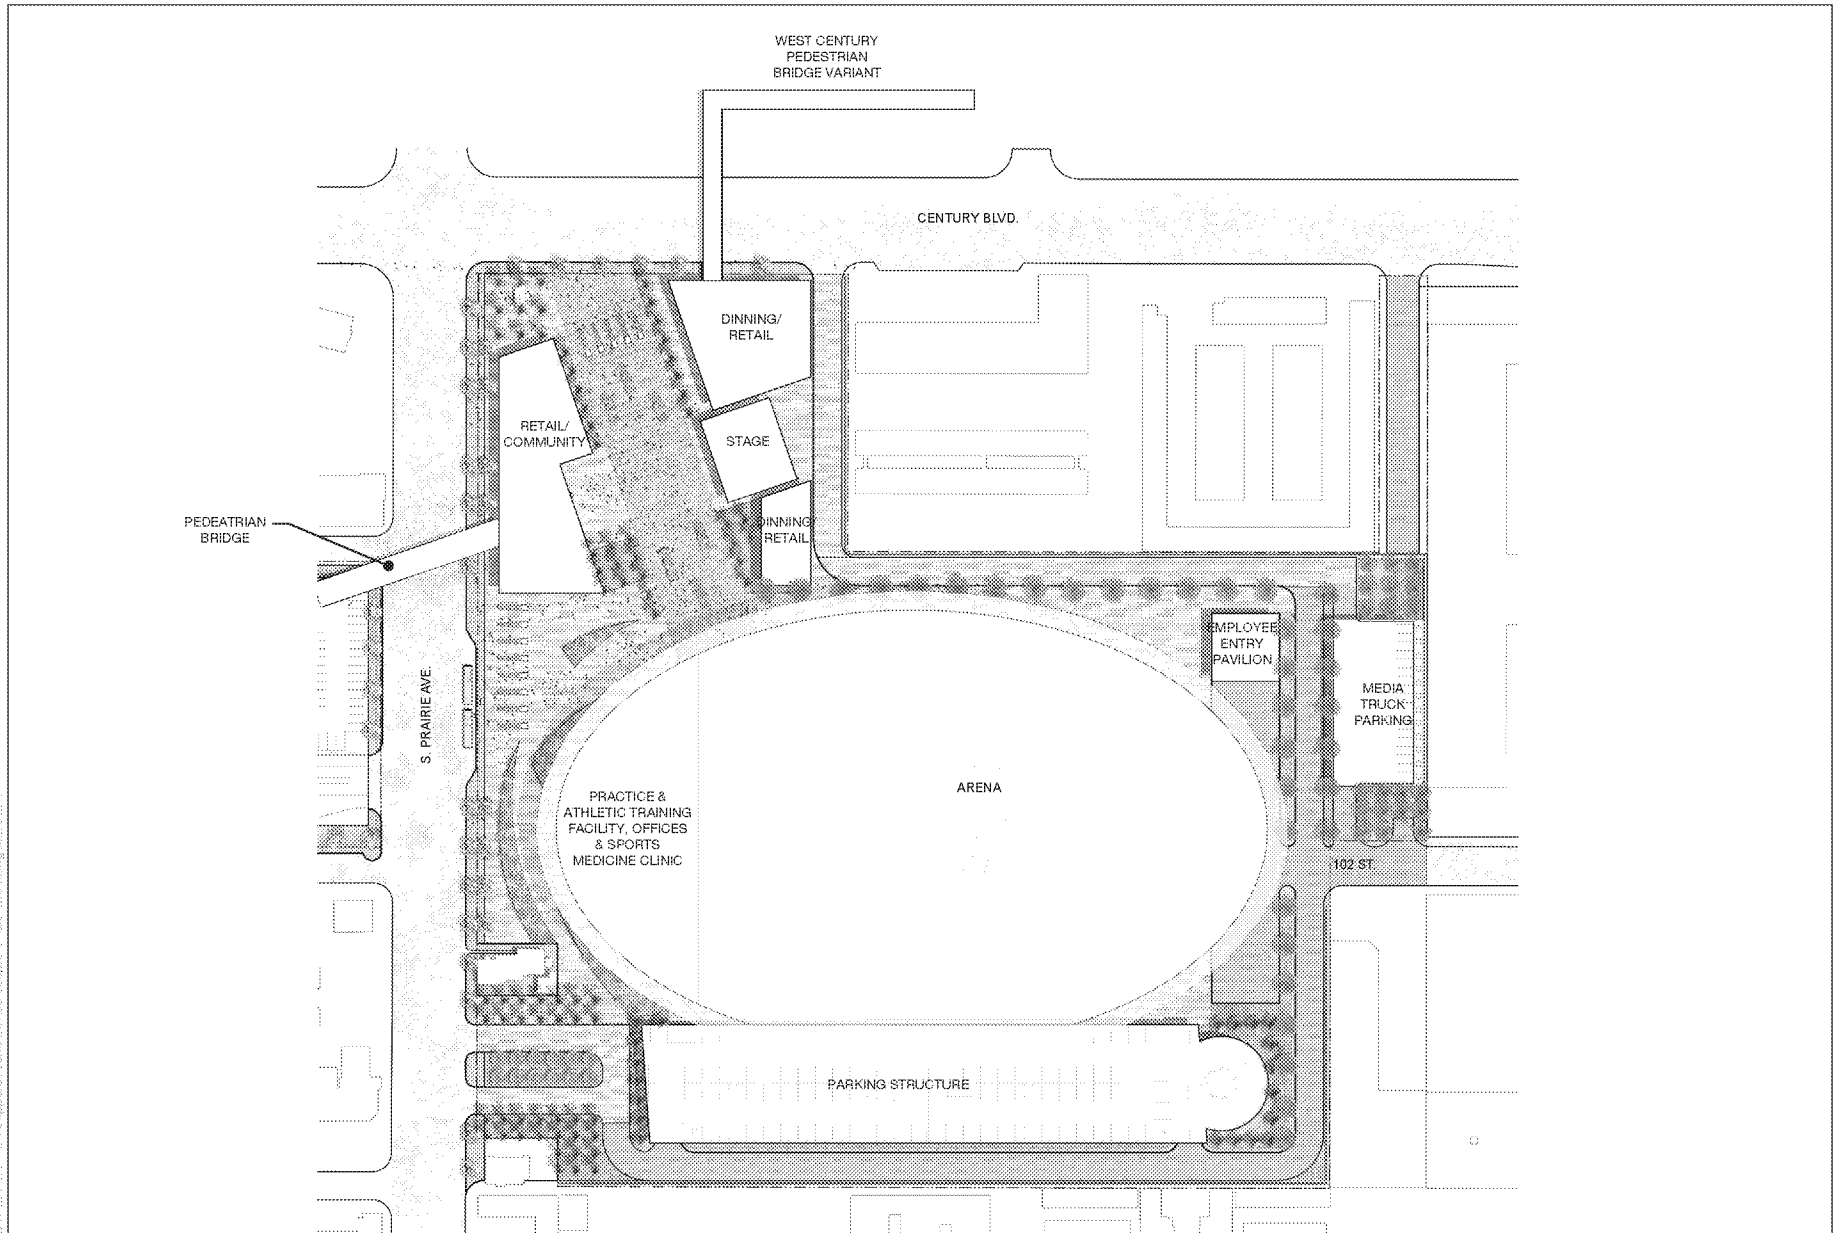 WEST CENTURY
PEDESTRIAN
BRIDGE VARIANT
CENTURY BLVD.
DINNING/
RETAIL
RETAIL/
COMMUNITY
STAGE
DINNING/
RETAIL
PEDEATRIAN
BRIDGE
EMPLOYEE
ENTRY
PAVILION
S. PRAIRIE AVE.
MEDIA
TRUCK
PARKING
ARENA
PRACTICE &
ATHLETIC TRAINING
FACILITY, OFFICES
& SPORTS
MEDICINE CLINIC
102 ST.
PARKING STRUCTURE